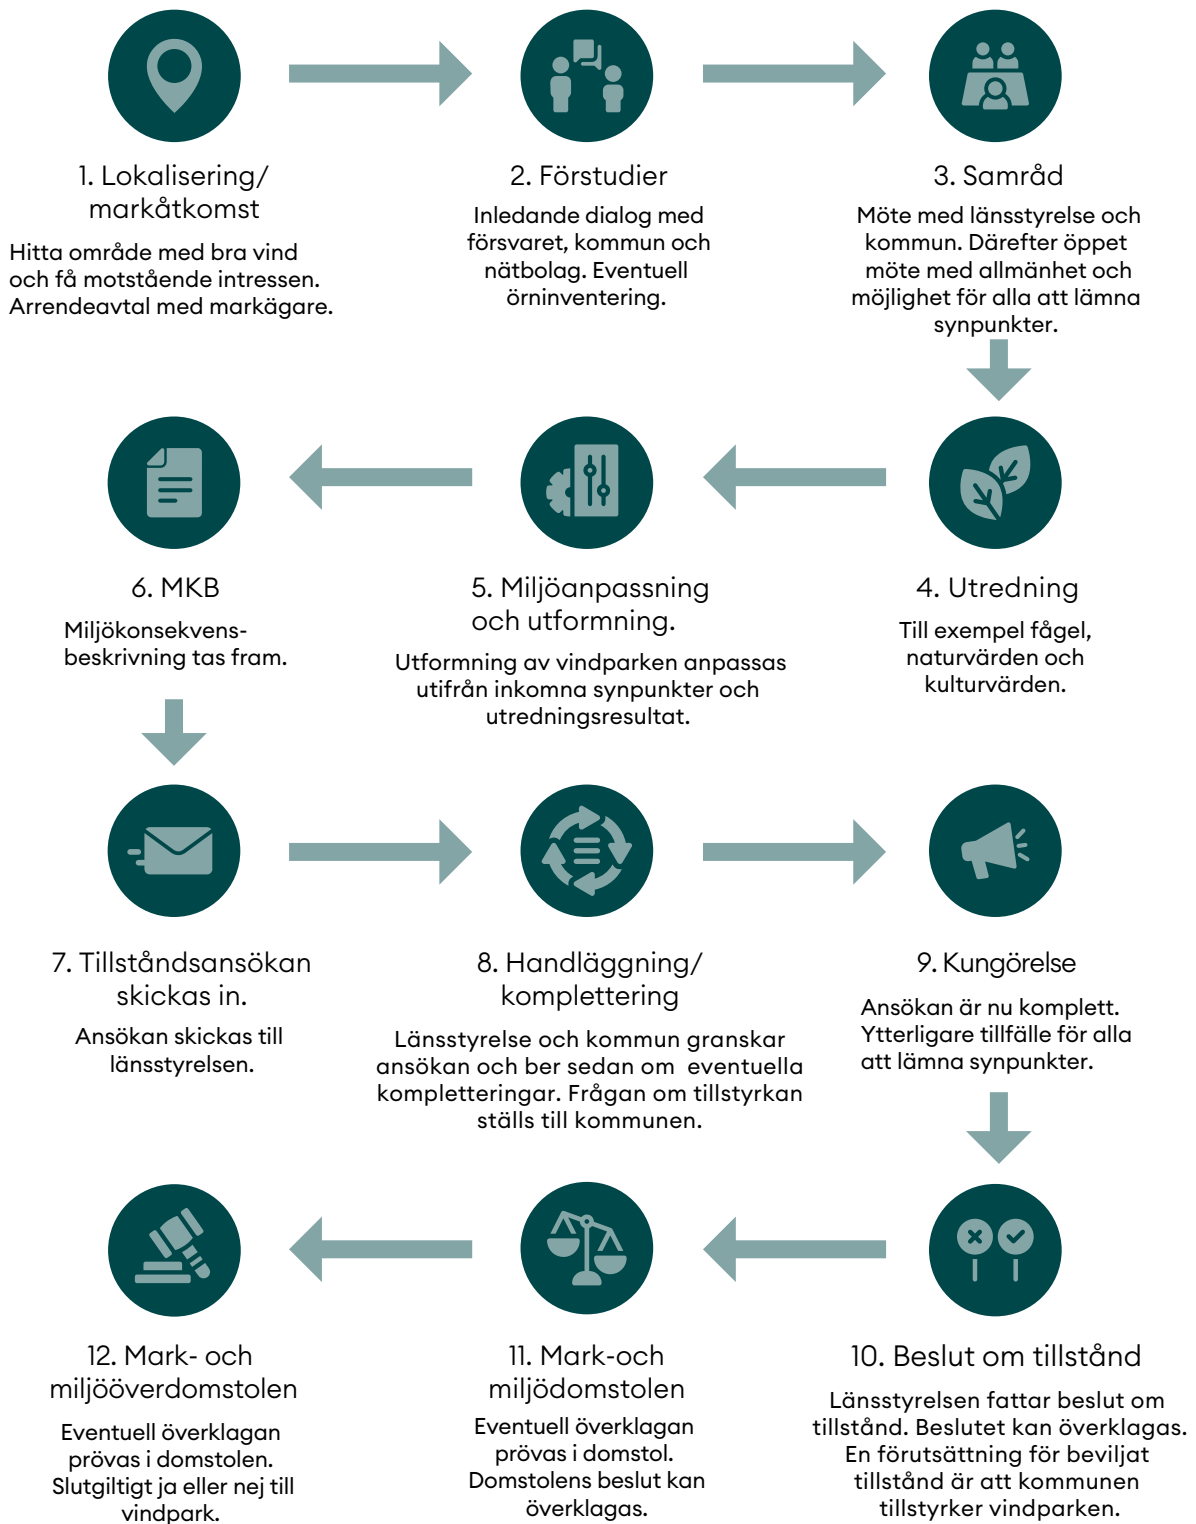 1. Lokalisering/
markåtkomst
Hitta område med bra vind
och få motstående intressen.
Arrendeavtal med markägare.
2. Förstudier
Inledande dialog med
försvaret, kommun och
nätbolag. Eventuell
örninventering.
3. Samråd
Möte med länsstyrelse och
kommun. Därefter öppet
möte med allmänhet och
möjlighet för alla att lämna
synpunkter.
4. Utredning
Till exempel fågel,
naturvärden och
kulturvärden.
5. Miljöanpassning
och utformning.
Utformning av vindparken anpassas
utifrån inkomna synpunkter och
utredningsresultat.
6. MKB
Miljökonsekvens-
beskrivning tas fram.
7. Tillståndsansökan
skickas in.
Ansökan skickas till
länsstyrelsen.
8. Handläggning/
komplettering
Länsstyrelse och kommun granskar
ansökan och ber sedan om eventuella
kompletteringar. Frågan om tillstyrkan
ställs till kommunen.
9. Kungörelse
Ansökan är nu komplett.
Ytterligare tillfälle för alla
att lämna synpunkter.
10. Beslut om tillstånd
Länsstyrelsen fattar beslut om
tillstånd. Beslutet kan överklagas.
En förutsättning för beviljat
tillstånd är att kommunen
tillstyrker vindparken.
11. Mark-och
miljödomstolen
Eventuell överklagan
prövas i domstol.
Domstolens beslut kan
överklagas.
12. Mark- och
miljööverdomstolen
Eventuell överklagan
prövas i domstolen.
Slutgiltigt ja eller nej till
vindpark.